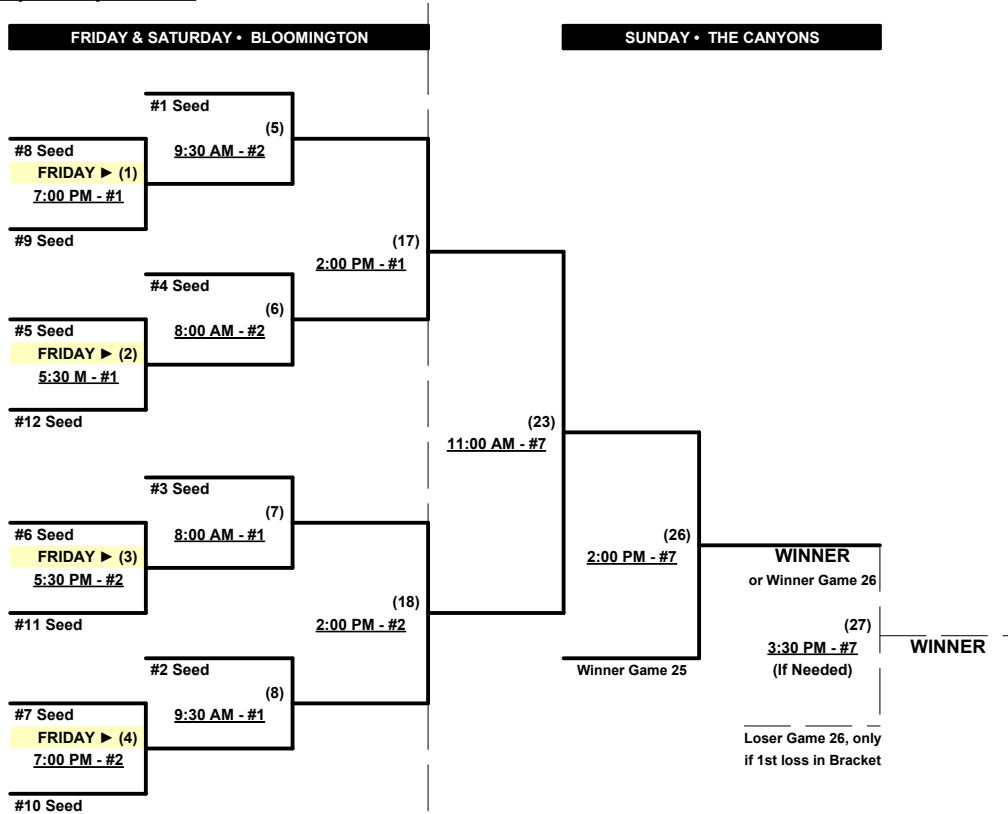 FRIDAY & SATURDAY • BLOOMINGTON
SUNDAY • THE CANYONS
#1 Seed
(5)
9:30 AM - #2
#8 Seed
FRIDAY ► (1)
7:00 PM - #1
#9 Seed
(17)
2:00 PM - #1
#4 Seed
(6)
8:00 AM - #2
#5 Seed
FRIDAY ► (2)
5:30 M - #1
#12 Seed
(23)
11:00 AM - #7
#3 Seed
(7)
8:00 AM - #1
#6 Seed
FRIDAY ► (3)
5:30 PM - #2
#11 Seed
(18)
2:00 PM - #2
#2 Seed
(8)
9:30 AM - #1
#7 Seed
FRIDAY ► (4)
7:00 PM - #2
#10 Seed
(26)
2:00 PM - #7
Winner Game 25
WINNER
or Winner Game 26
(27)
3:30 PM - #7
(If Needed)
WINNER
Loser Game 26, only
if 1st loss in Bracket